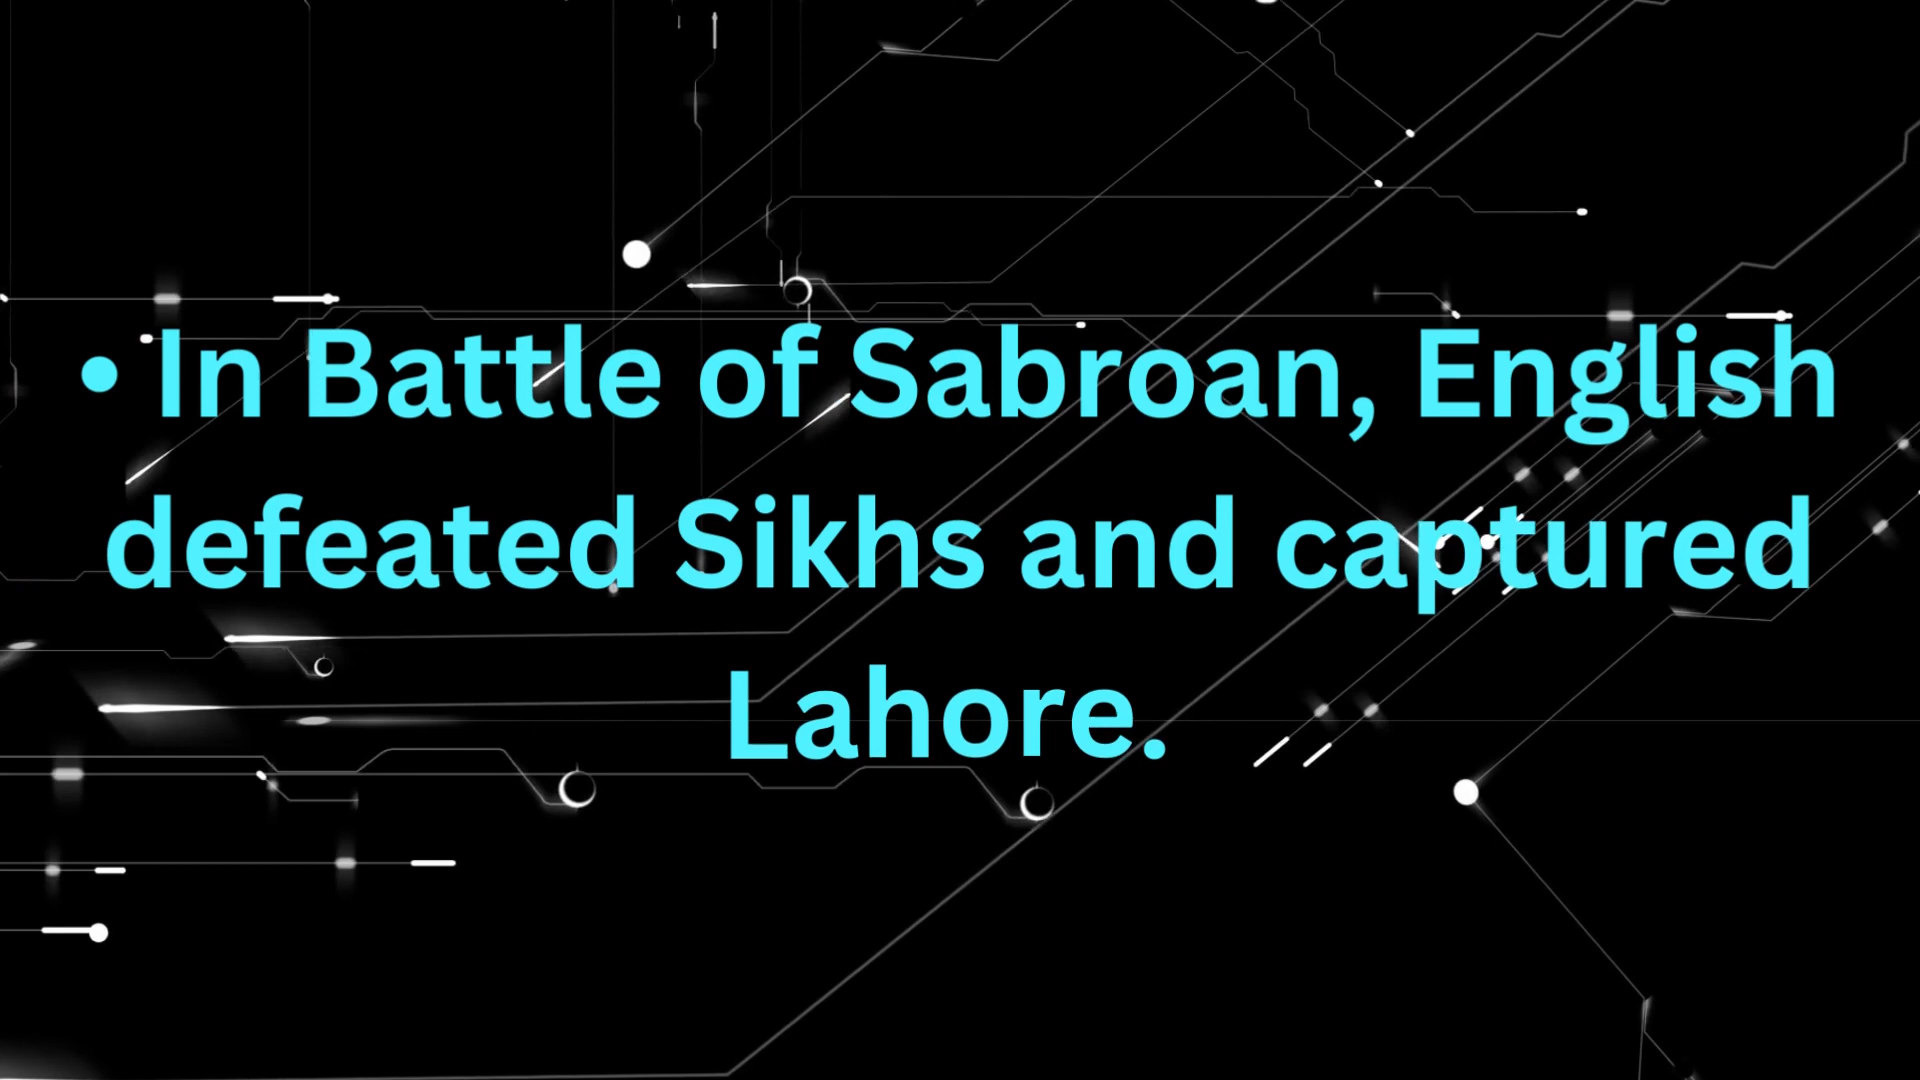 • In Battle of Sabroan, English
defeated Sikhs and captured
Lahore.